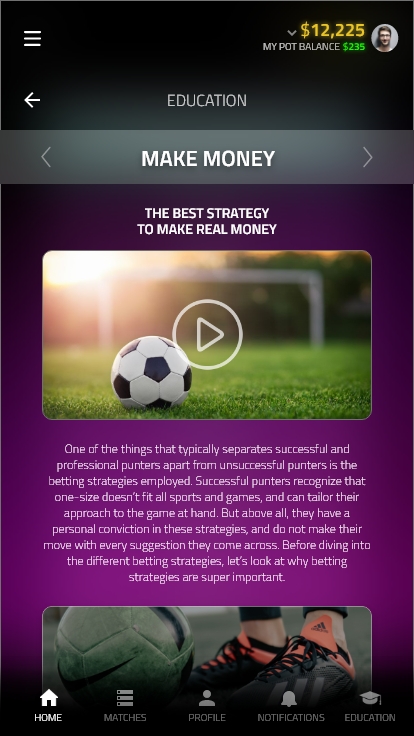 $12,225
MY POT BALANCE $235
EDUCATION
MAKE MONEY
THE BEST STRATEGY
TO MAKE REAL MONEY
One of the things that typically separates successful and
professional punters apart from unsuccessful punters is the
betting strategies employed. Successful punters recognize that
one-size doesn't fit all sports and games, and can tailor their
approach to the game at hand. But above all, they have a
personal conviction in these strategies, and do not make their
move with every suggestion they come across. Before diving into
the different betting strategies, let's look at why betting
strategies are super important.
HOME MATCHES PROFILE NOTIFICATIONS EDUCATION